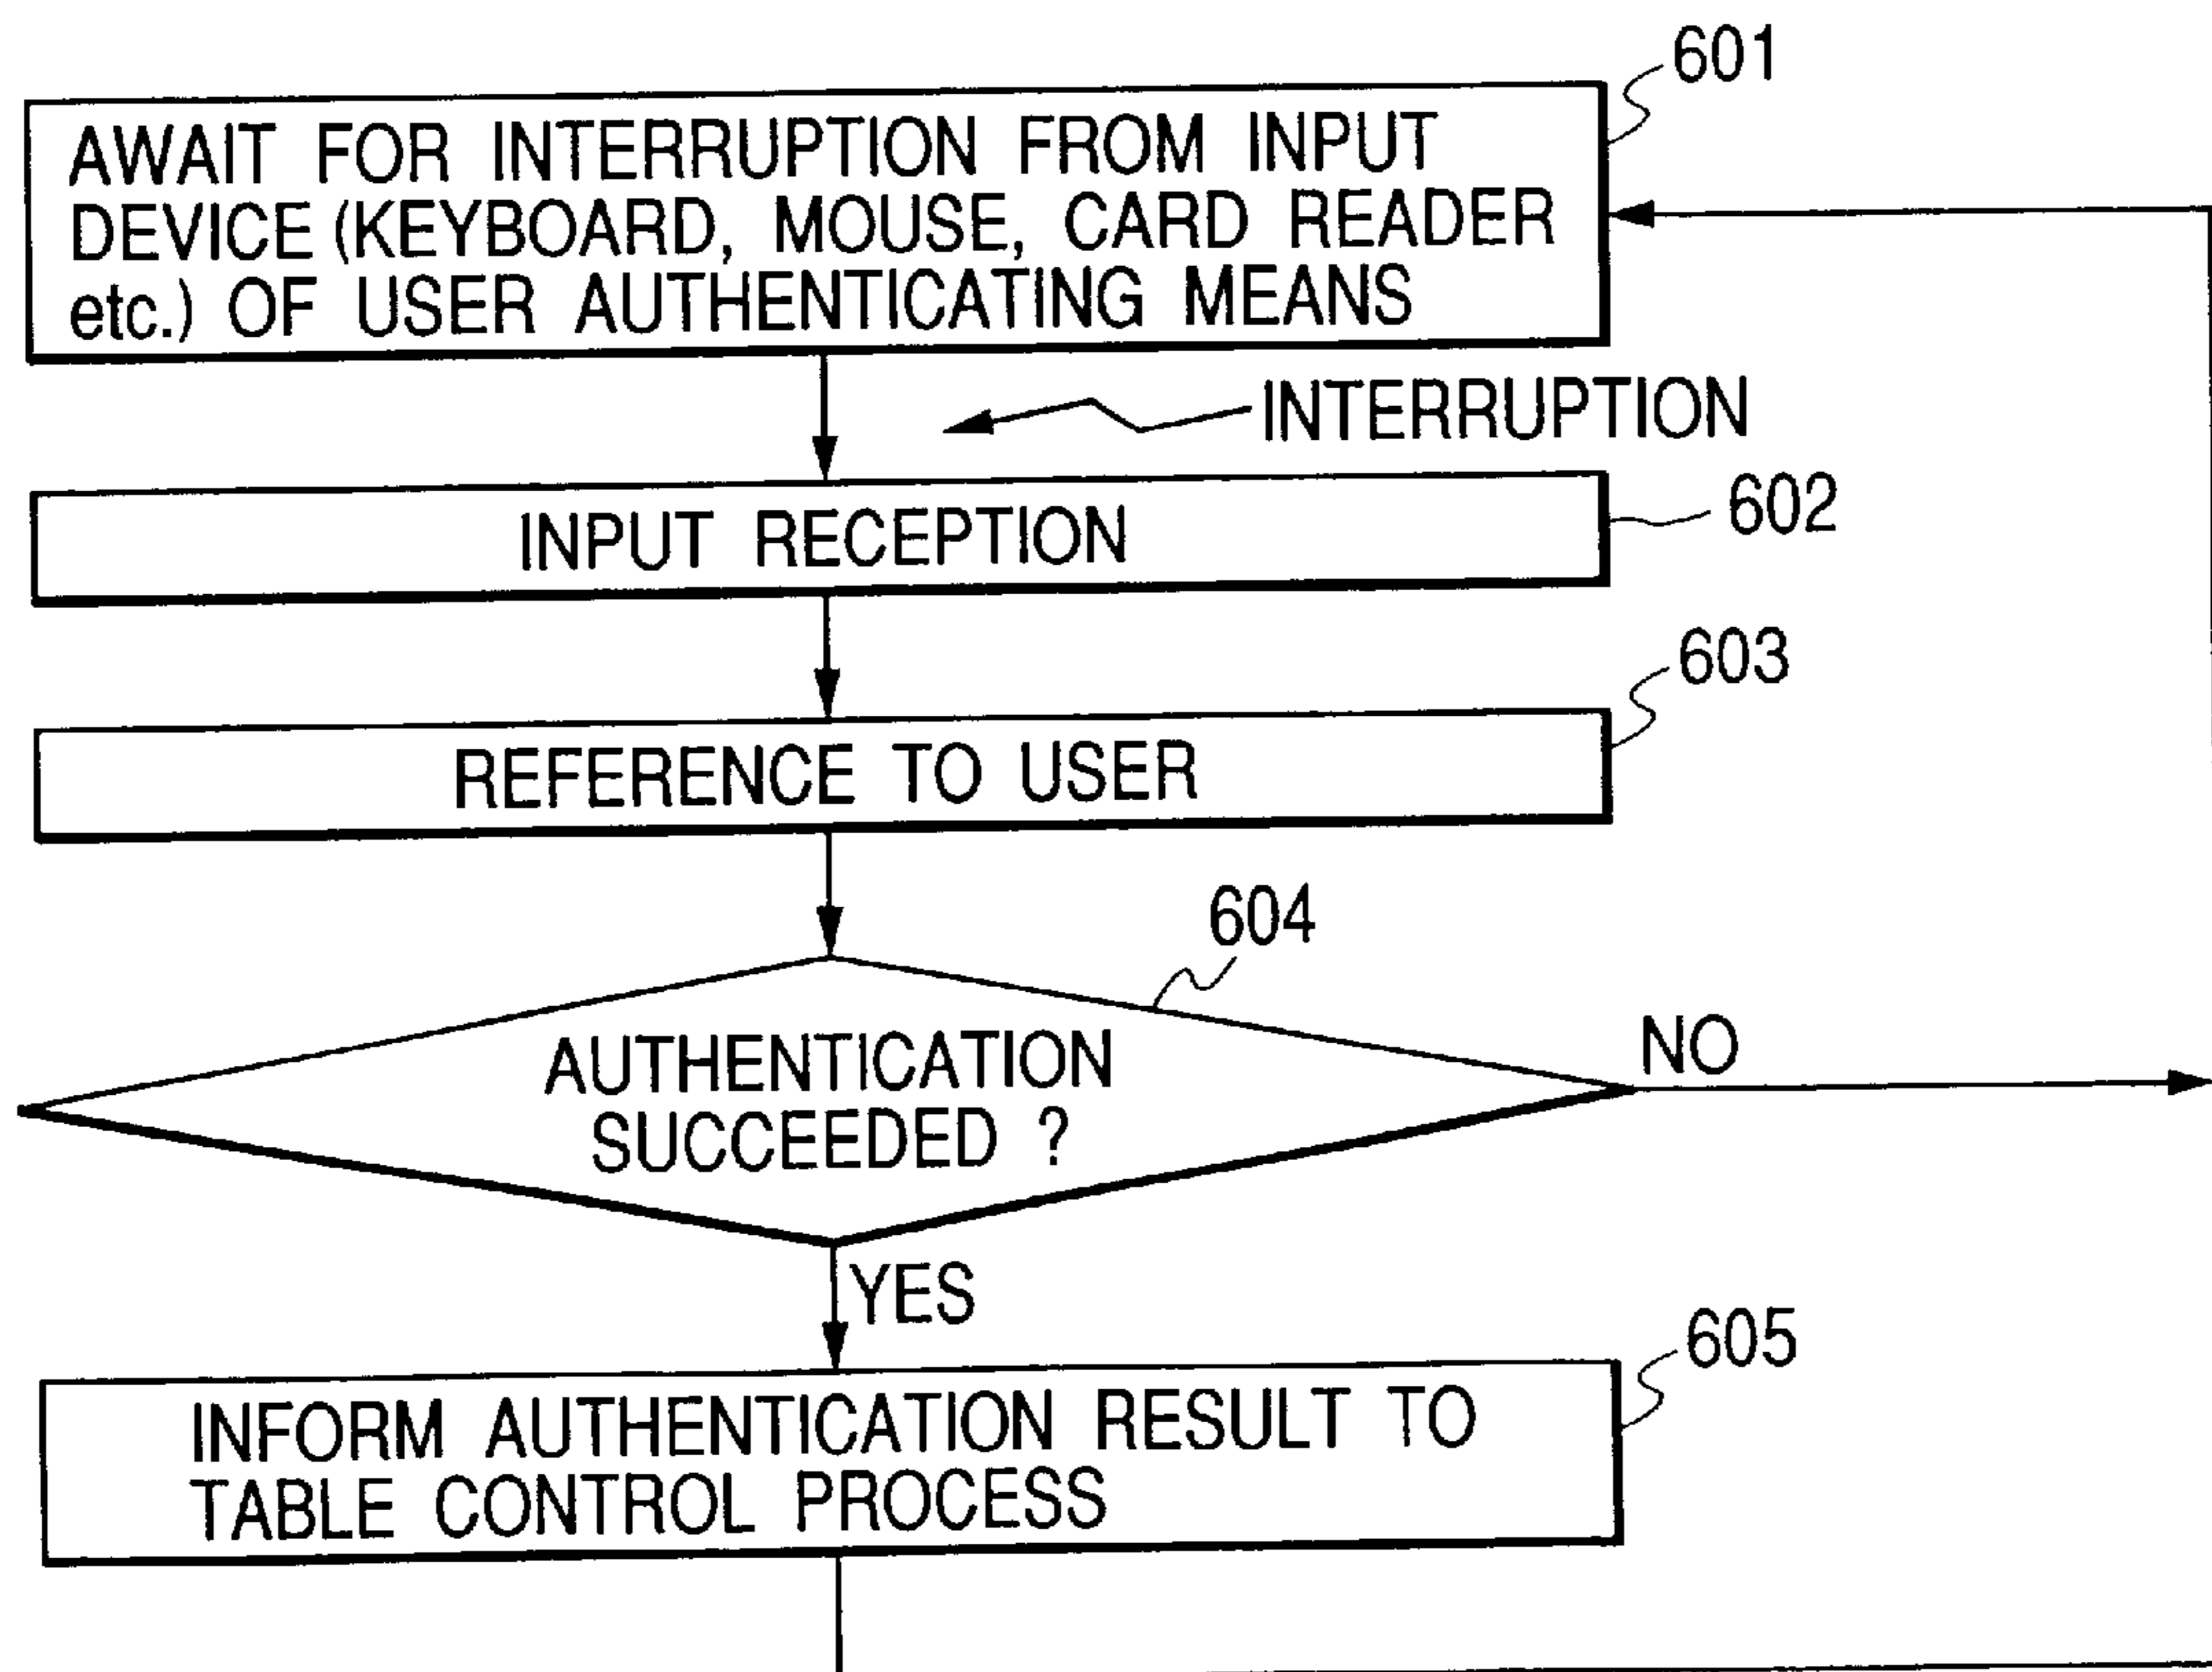 601
AWAIT FOR INTERRUPTION FROM INPUT
DEVICE (KEYBOARD, MOUSE, CARD READER
etc.) OF USER AUTHENTICATING MEANS
INTERRUPTION
INPUT RECEPTION
602
603
REFERENCE TO USER
604
AUTHENTICATION
SUCCEEDED ?
NO
YES
605
INFORM AUTHENTICATION RESULT TO
TABLE CONTROL PROCESS